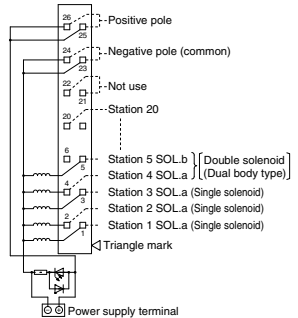 26
Positive pole
25
24
Negative pole (common)
23
22
Not use
21
Station 20
20
6
Station 5 SOL.b
Double solenoid
5
Station 4 SOL.a
(Dual body type)
4
Station 3 SOL.a (Single solenoid)
3
Station 2 SOL.a (Single solenoid)
2
Station 1 SOL.a (Single solenoid)
1
Triangle mark
Power supply terminal